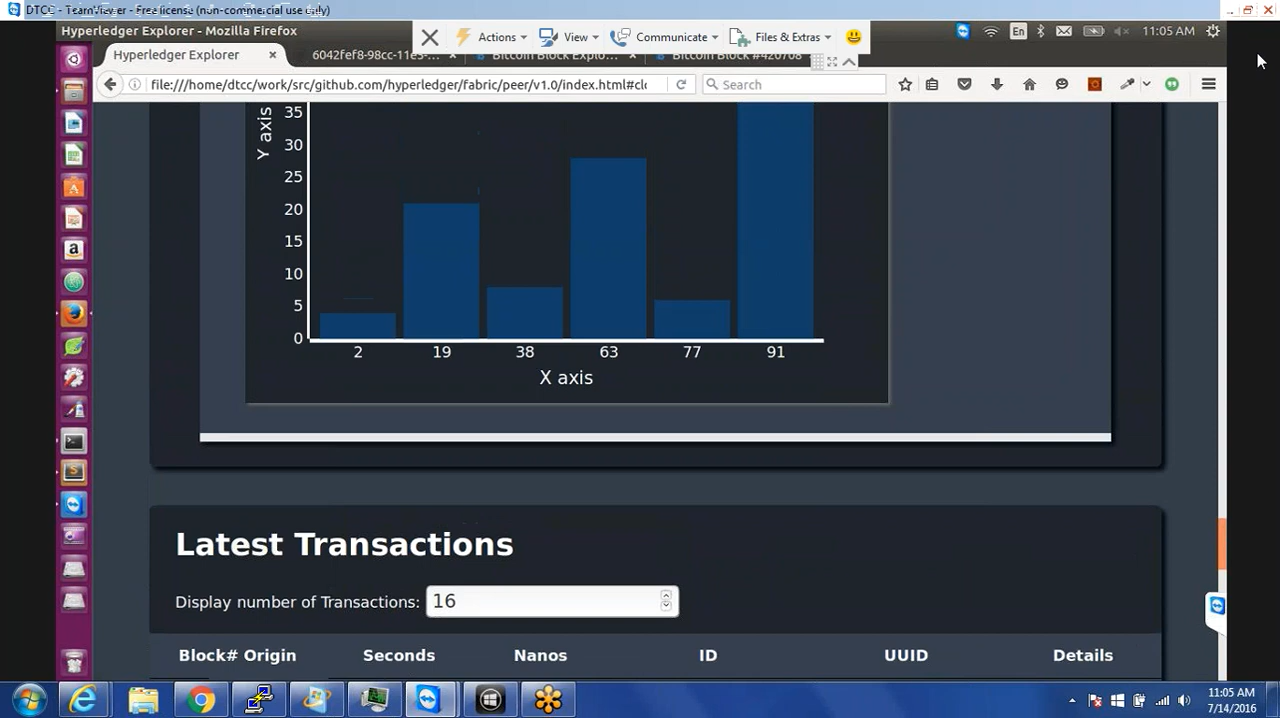 DTCC - TeamViewer - Free license (non-commercial use only)
Hyperledger Explorer - Mozilla Firefox
Actions
View
Communicate
Files & Extras
En
11:05 AM
Hyperledger Explorer
6042fef8-98cc-11e5-...
Bitcoin Block Explo...
Bitcoin Block #420768
file:///home/dtcc/work/src/github.com/hyperledger/fabric/peer/v1.0/index.html#clo
Search
Y axis
35
30
25
20
15
10
5
0
2 19 38 63 77 91
X axis
Latest Transactions
Display number of Transactions: 16
Block# Origin Seconds Nanos ID UUID Details
11:05 AM
7/14/2016